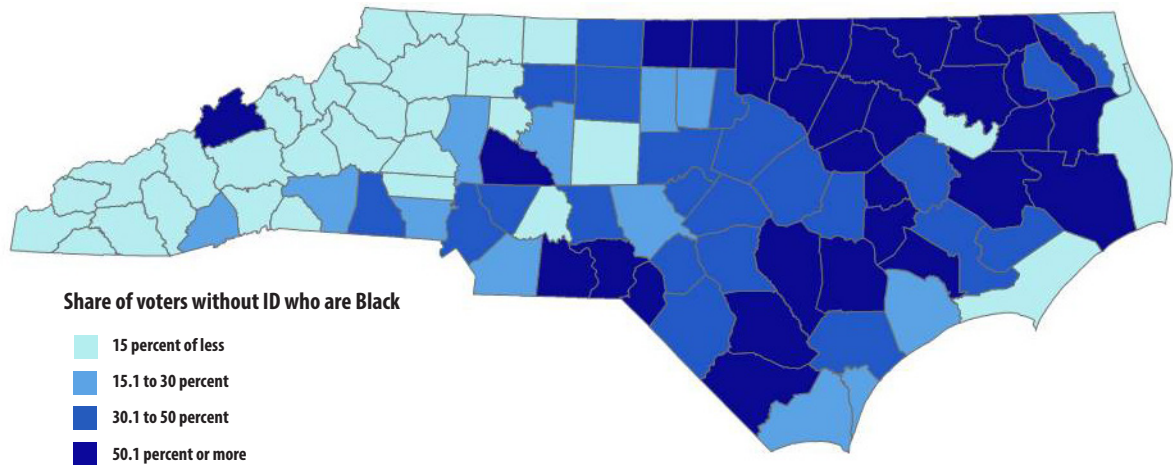 Share of voters without ID who are Black
15 percent of less
15.1 to 30 percent
30.1 to 50 percent
50.1 percent or more